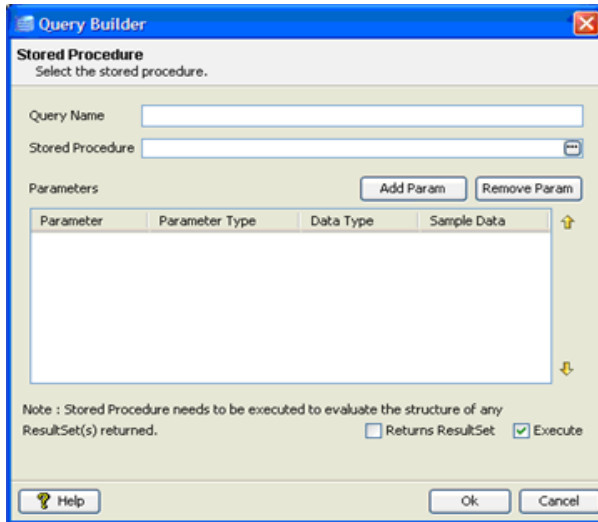 Query Builder
Stored Procedure
Select the stored procedure.
Query Name
Stored Procedure
Parameters
Add Param
Remove Param
Parameter
Parameter Type
Data Type
Sample Data
Note : Stored Procedure needs to be executed to evaluate the structure of any
ResultSet(s) returned.
Returns ResultSet
Execute
Help
Ok
Cancel